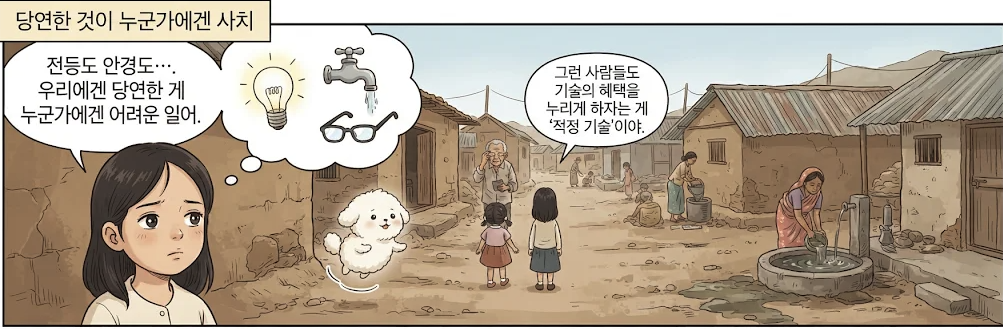 당연한 것이 누군가에겐 사치
전등도 안경도….
우리에겐 당연한 게
누군가에겐 어려운 일어.
그런 사람들도
기술의 혜택을
누리게 하자는 게
‘적정 기술’이야.